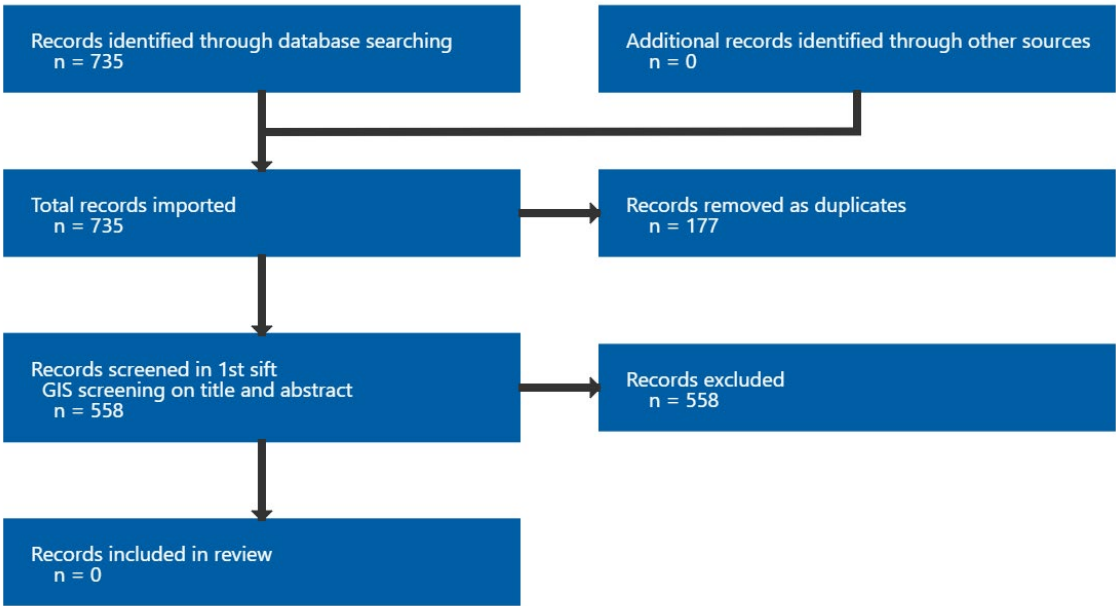 Records identified through database searching
n = 735
Additional records identified through other sources
n = 0
Total records imported
n = 735
Records removed as duplicates
n = 177
Records screened in 1st sift
GIS screening on title and abstract
n = 558
Records excluded
n = 558
Records included in review
n = 0